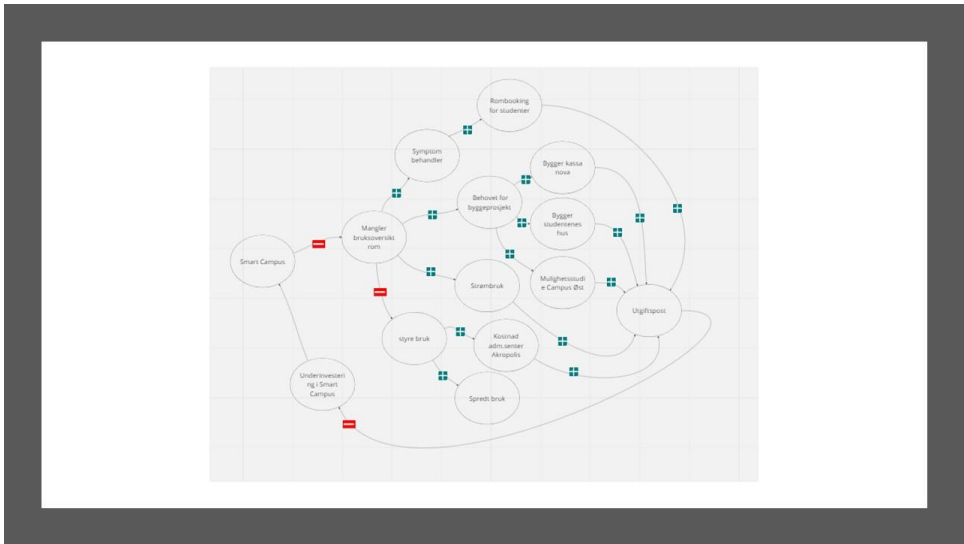 Rombooking
for studenter
Symptom
behandler
Bygger kassa
nova
Behovet for
byggeprosjekt
Bygger
studentenes
hus
Mangler
bruksoversikt
rom
Smart Campus
Strømbruk
Mulighetsstudi
e Campus Øst
Utgiftspost
styre bruk
Kostnad
adm.senter
Akropolis
Underinvesteri
ng i Smart
Campus
Spredt bruk